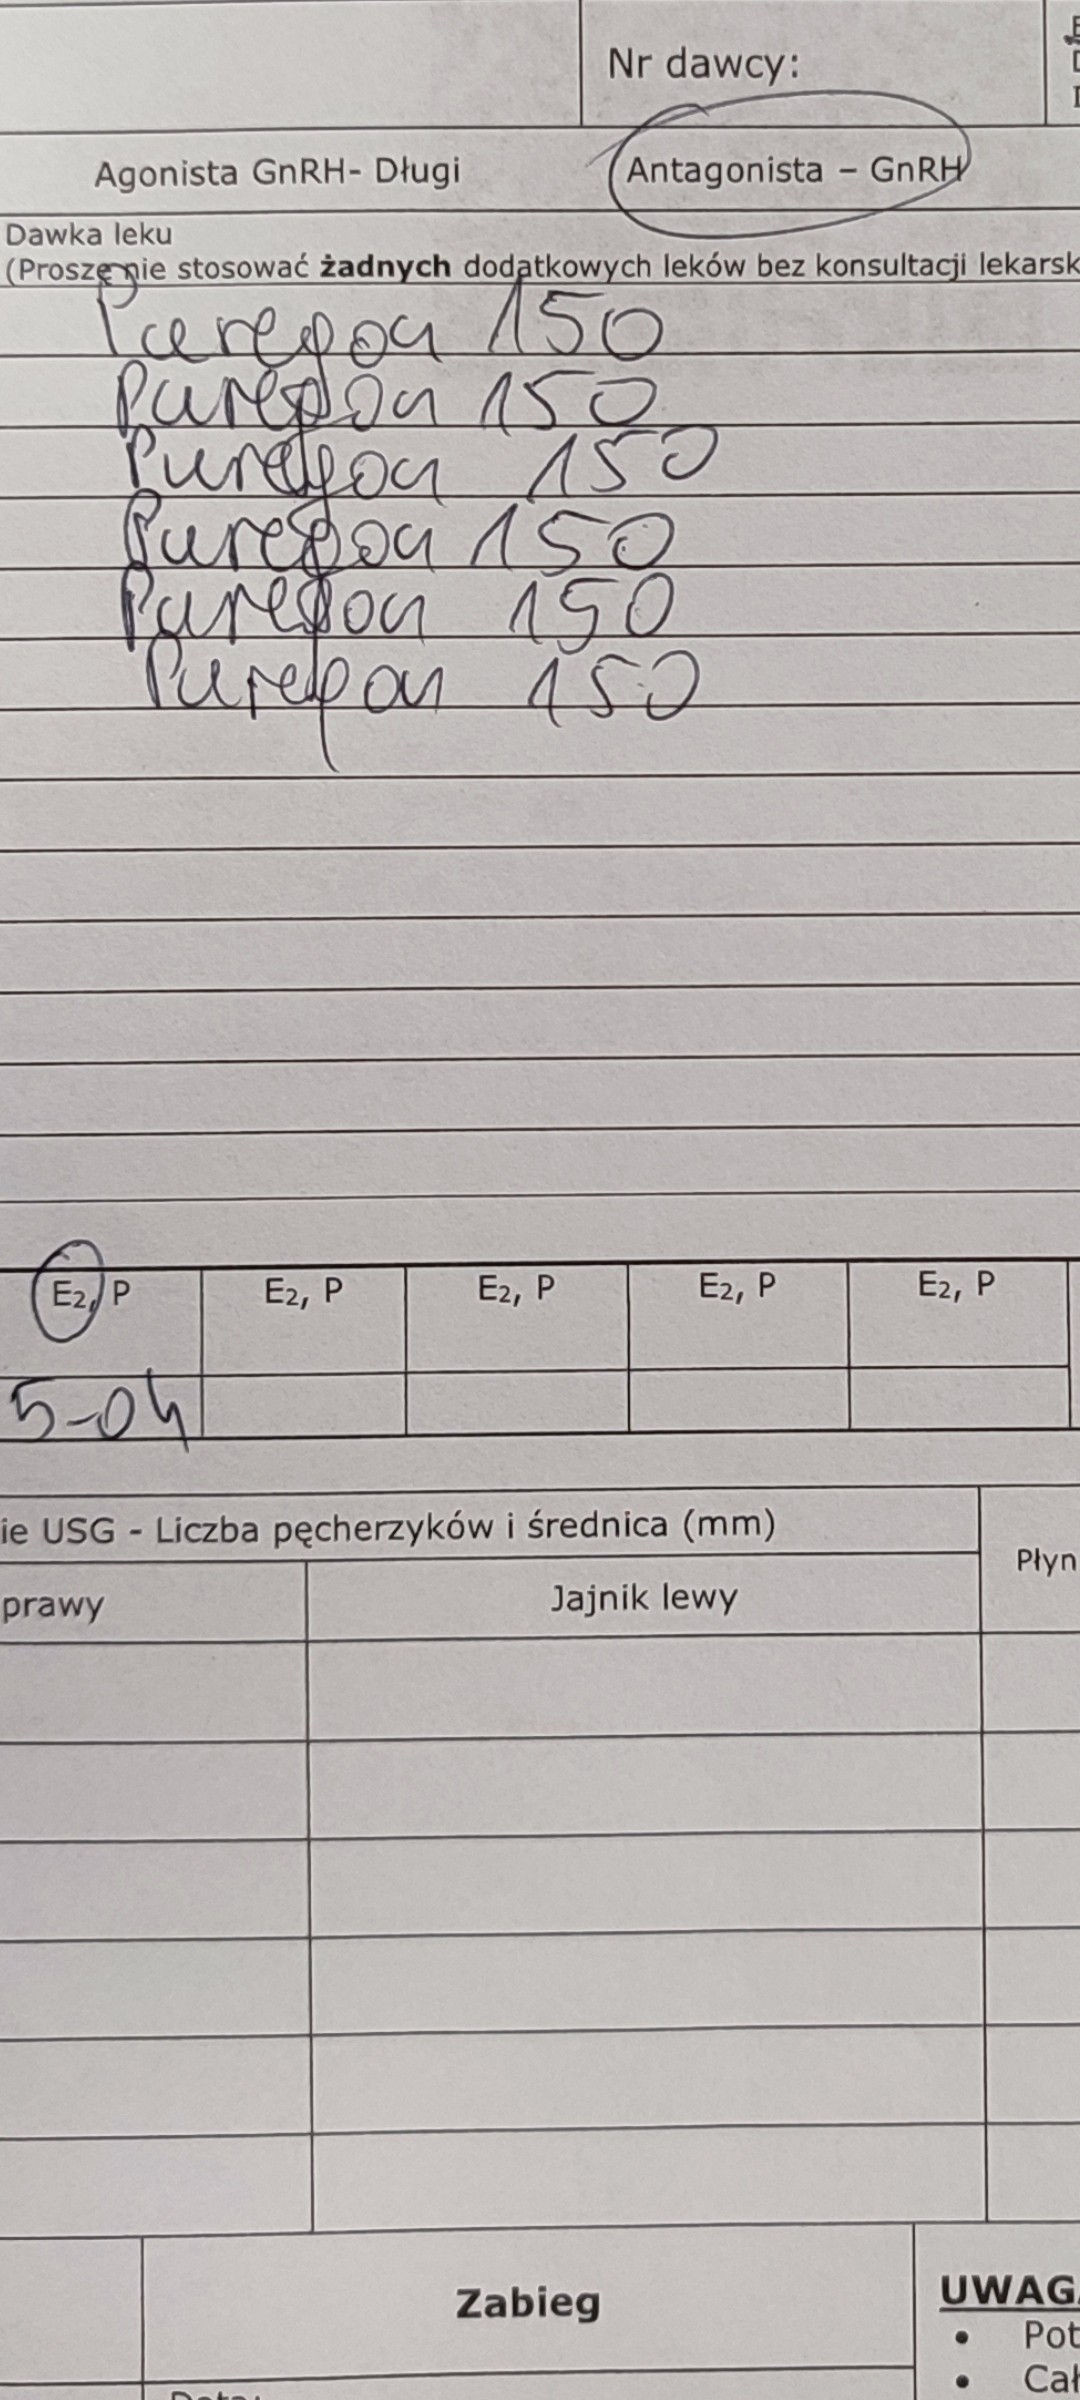 Nr dawcy:
Agonista GnRH- Długi
Antagonista – GnRH
Dawka leku
(Proszę nie stosować żadnych dodatkowych leków bez konsultacji lekarsk
Puregon 150
Puregon 150
Puregon 150
Puregon 150
Puregon 150
Puregon 150
E2, P E2, P E2, P E2, P E2, P
5-04
ie USG - Liczba pęcherzyków i średnica (mm)
Płyn
prawy
Jajnik lewy
Zabieg
UWAGA
• Pot
• Cał
Data: